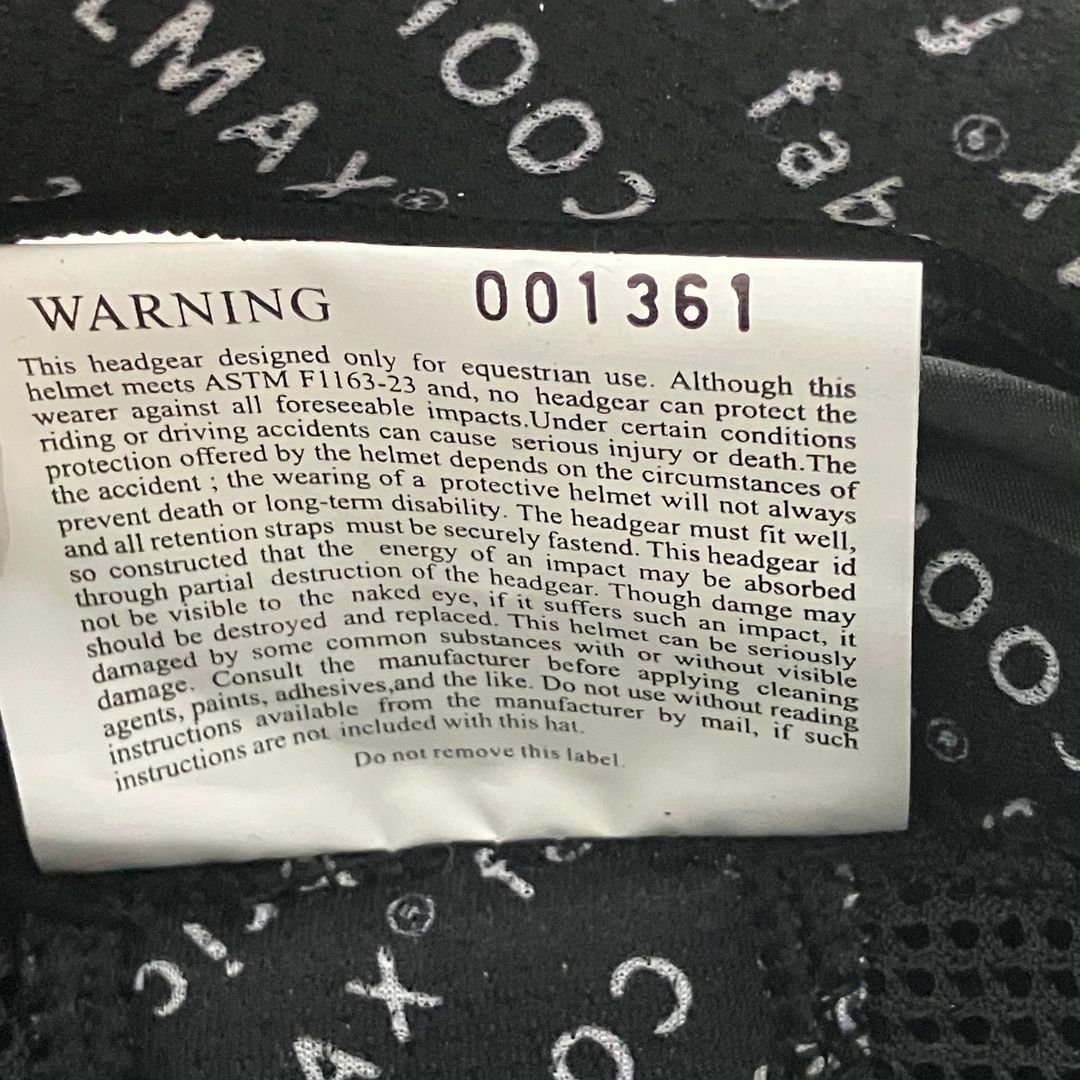 COOLMAX®
COO
fab
WARNING 001361
This headgear designed only for equestrian use. Although this
helmet meets ASTM F1163-23 and, no headgear can protect the
wearer against all foreseeable impacts.Under certain conditions
riding or driving accidents can cause serious injury or death.The
protection offered by the helmet depends on the circumstances of
the accident ; the wearing of a protective helmet will not always
prevent death or long-term disability. The headgear must fit well,
and all retention straps must be securely fastend. This headgear id
so constructed that the energy of an impact may be absorbed
through partial destruction of the headgear. Though damge may
not be visible to the naked eye, if it suffers such an impact, it
should be destroyed and replaced. This helmet can be seriously
damaged by some common substances with or without visible
damage. Consult the manufacturer before applying cleaning
agents, paints, adhesives,and the like. Do not use without reading
instructions available from the manufacturer by mail, if such
instructions are not included with this hat.
Do not remove this label.